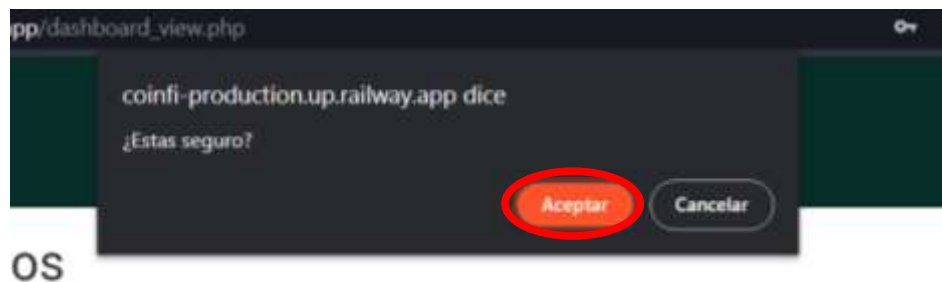 pp/dashboard_view.php
coinfi-production.up.railway.app dice
¿Estas seguro?
Aceptar Cancelar
os